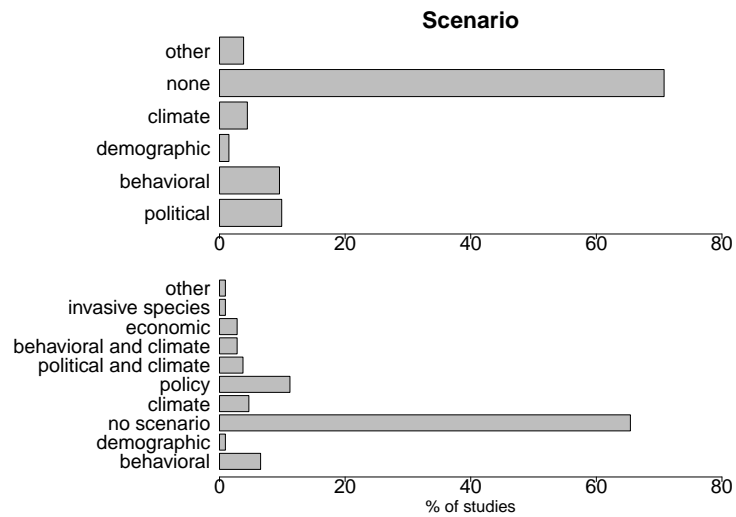 Scenario
other
none
climate
demographic
behavioral
political
0 20 40 60 80
other
invasive species
economic
behavioral and climate
political and climate
policy
climate
no scenario
demographic
behavioral
0 20 40 60 80
% of studies